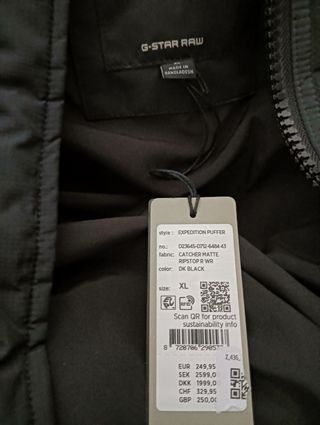 G-STAR RAW
XL
MADE IN
BANGLADESH
style : EXPEDITION PUFFER
no.: D23645-D712-6484-43
fabric: CATCHER MATTE
RIPSTOP R WR
color: DK BLACK
size: XL
Scan QR for product
sustainability info
EUR 249,95
SEK 2599,00
DKK 1999,00
CHF 329,95
GBP 250,00